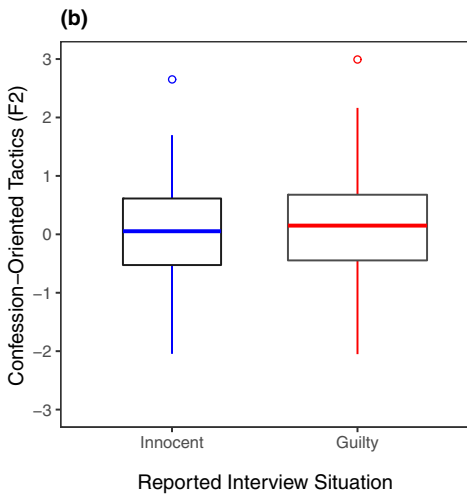 (b)
Confession−Oriented Tactics (F2)
3
2
1
0
−1
−2
−3
Innocent Guilty
Reported Interview Situation